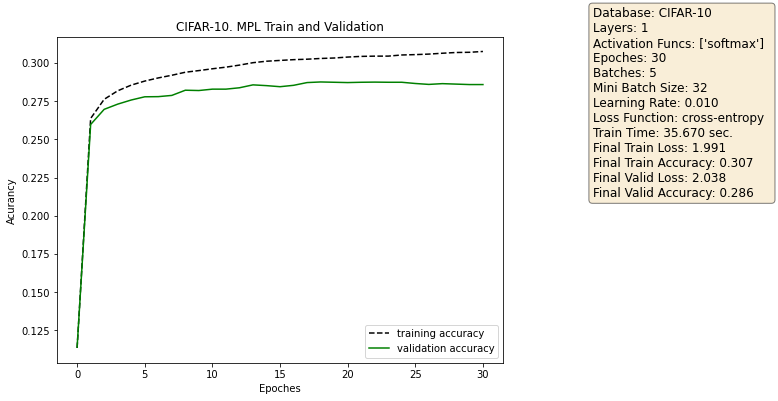 CIFAR-10. MPL Train and Validation
Acurancy
0.300
0.275
0.250
0.225
0.200
0.175
0.150
0.125
0 5 10 15 20 25 30
Epoches
training accuracy
validation accuracy
Database: CIFAR-10
Layers: 1
Activation Funcs: ['softmax']
Epoches: 30
Batches: 5
Mini Batch Size: 32
Learning Rate: 0.010
Loss Function: cross-entropy
Train Time: 35.670 sec.
Final Train Loss: 1.991
Final Train Accuracy: 0.307
Final Valid Loss: 2.038
Final Valid Accuracy: 0.286